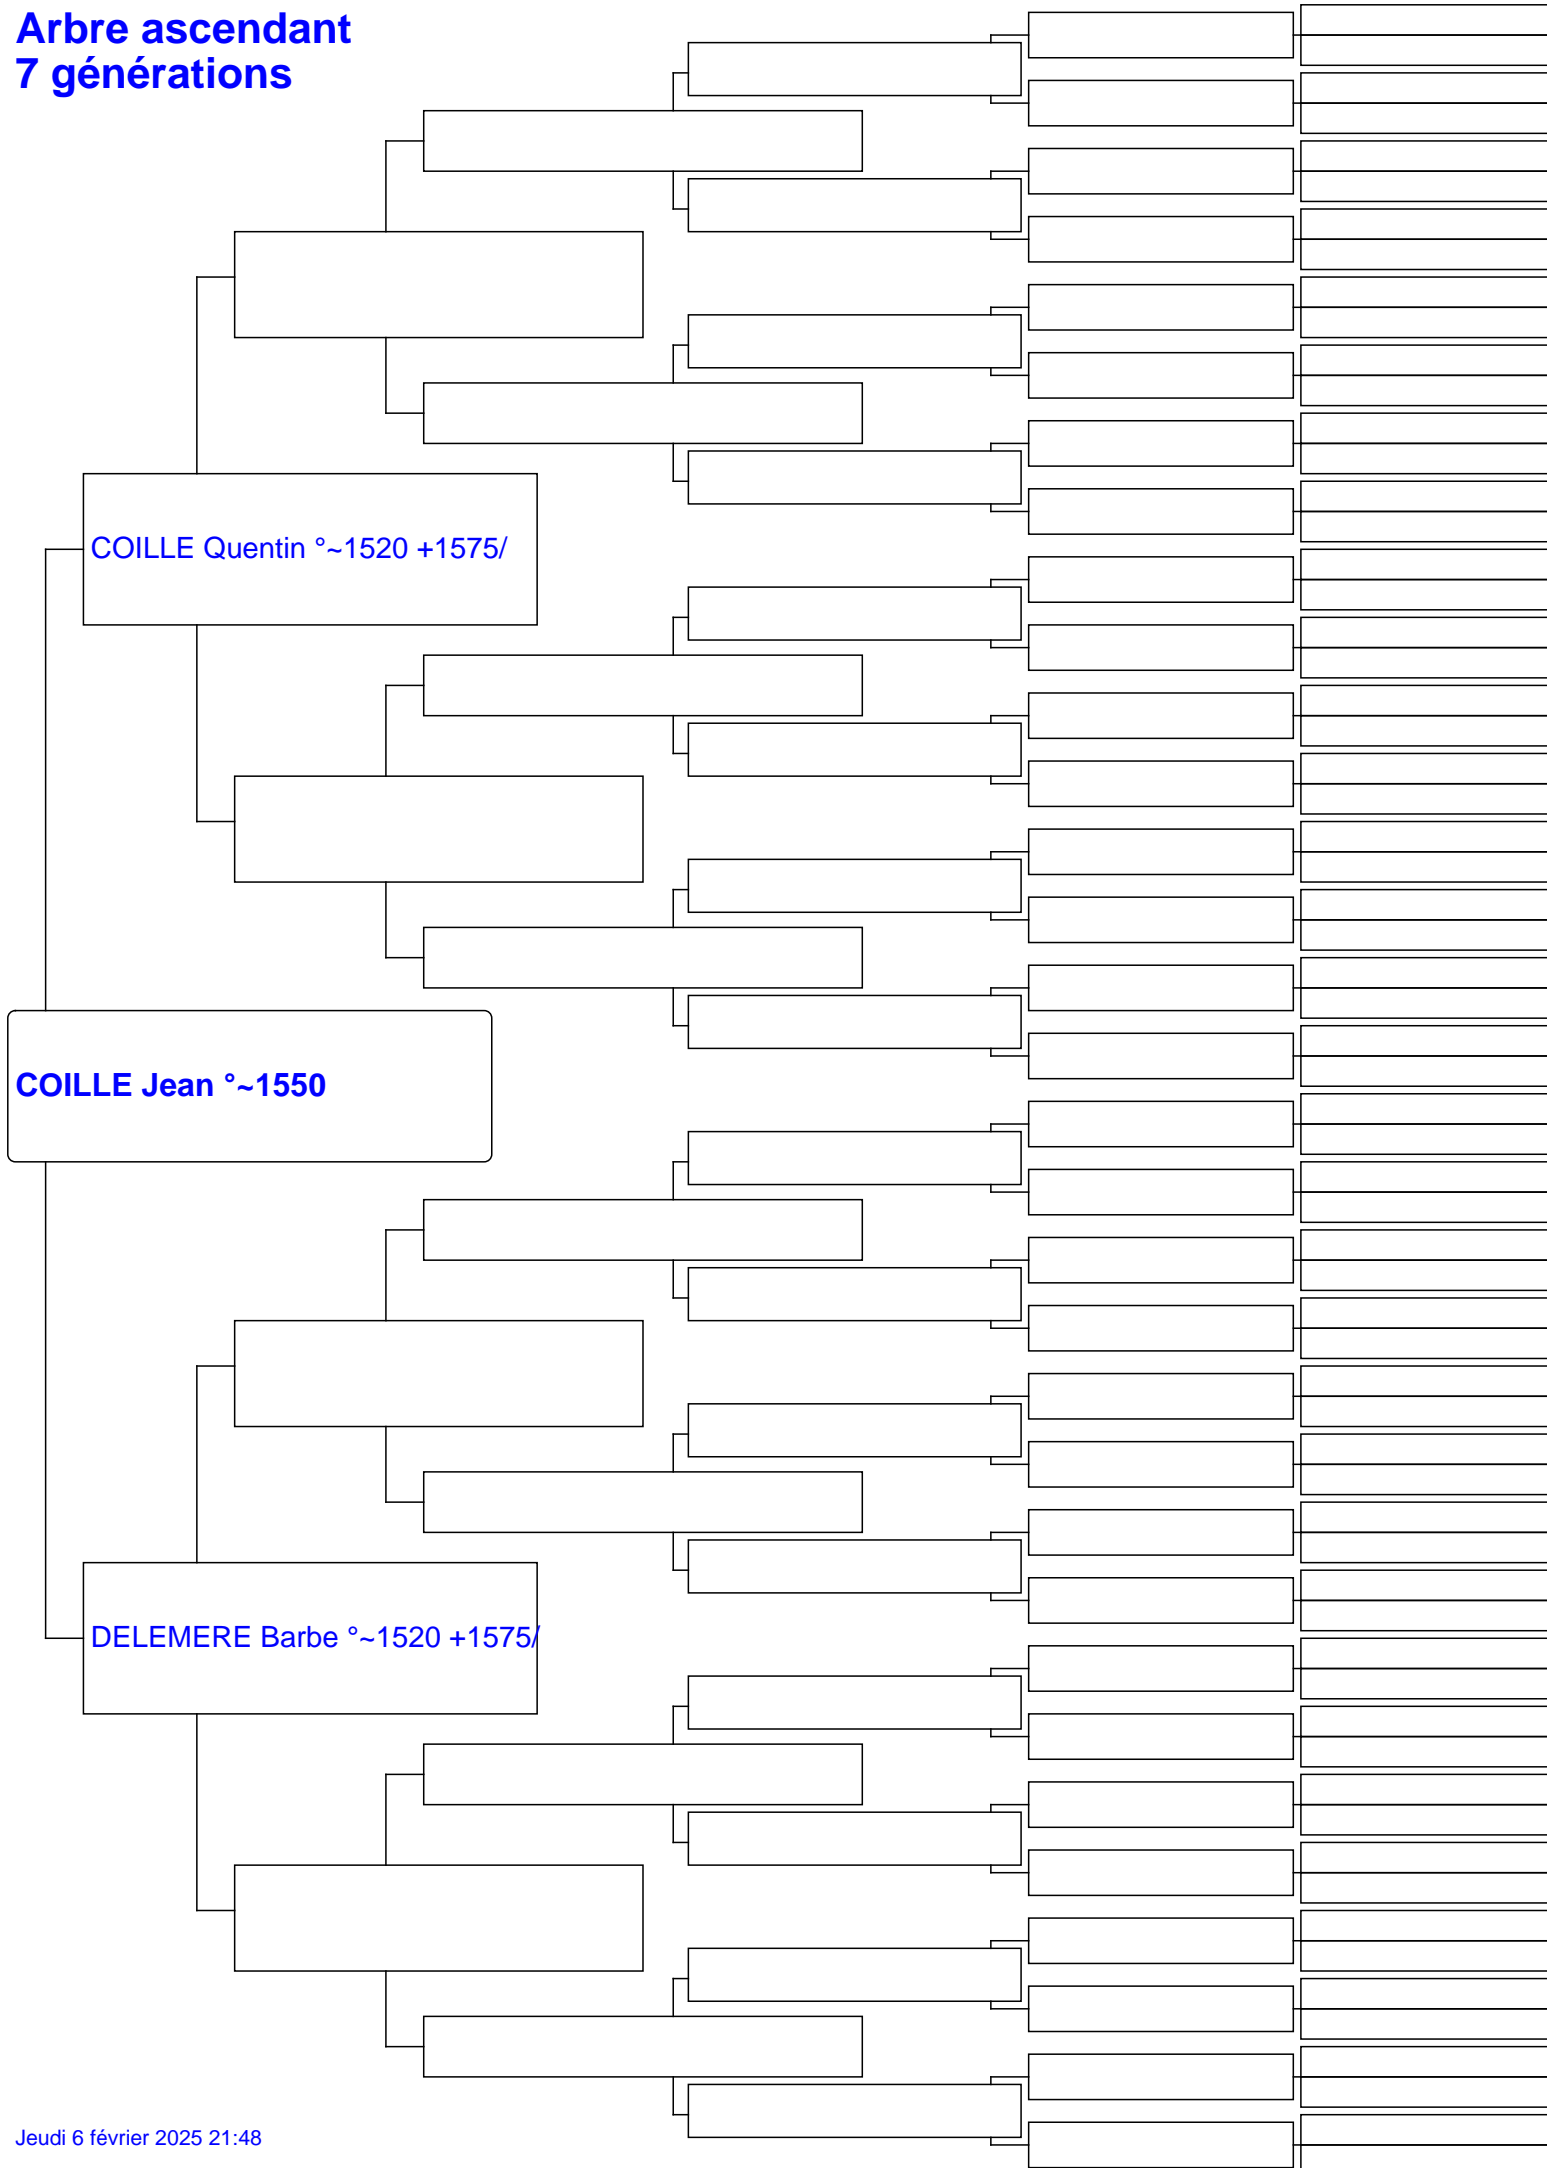 Arbre ascendant
7 générations
COILLE Quentin °~1520 +1575/
COILLE Jean °~1550
DELEMERE Barbe °~1520 +1575/
Jeudi 6 février 2025 21:48